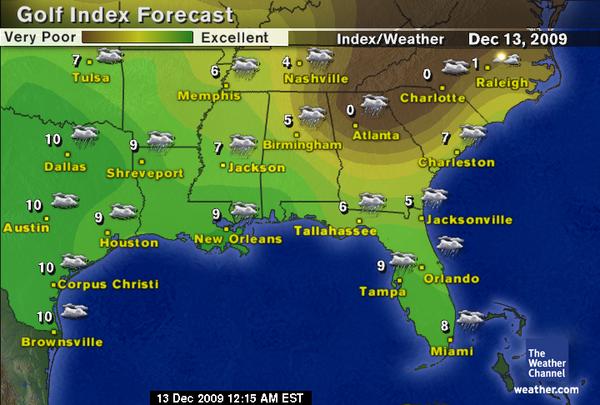 Golf Index Forecast
Very Poor Excellent Index/Weather Dec 13, 2009
7 Tulsa
6 Memphis
4 Nashville
0 Charlotte
1 Raleigh
10 Dallas
9 Shreveport
7 Jackson
5 Birmingham
0 Atlanta
7 Charleston
10 Austin
9 Houston
9 New Orleans
6 Tallahassee
5 Jacksonville
10 Corpus Christi
9 Tampa
Orlando
10 Brownsville
8 Miami
The
Weather
Channel
weather.com
13 Dec 2009 12:15 AM EST